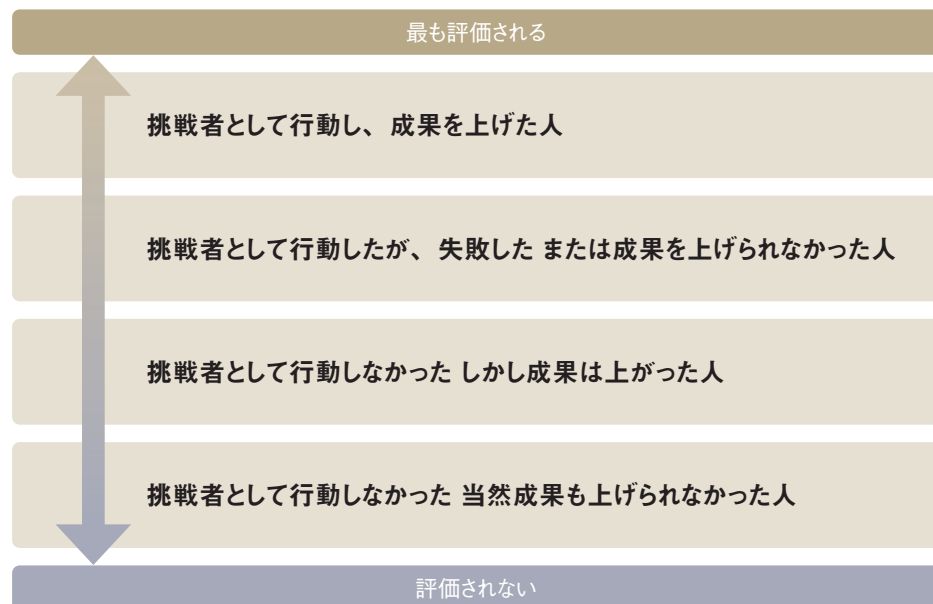 最も評価される
挑戦者として行動し、成果を上げた人
挑戦者として行動したが、失敗した または成果を上げられなかった人
挑戦者として行動しなかった しかし成果は上がった人
挑戦者として行動しなかった 当然成果も上げられなかった人
評価されない